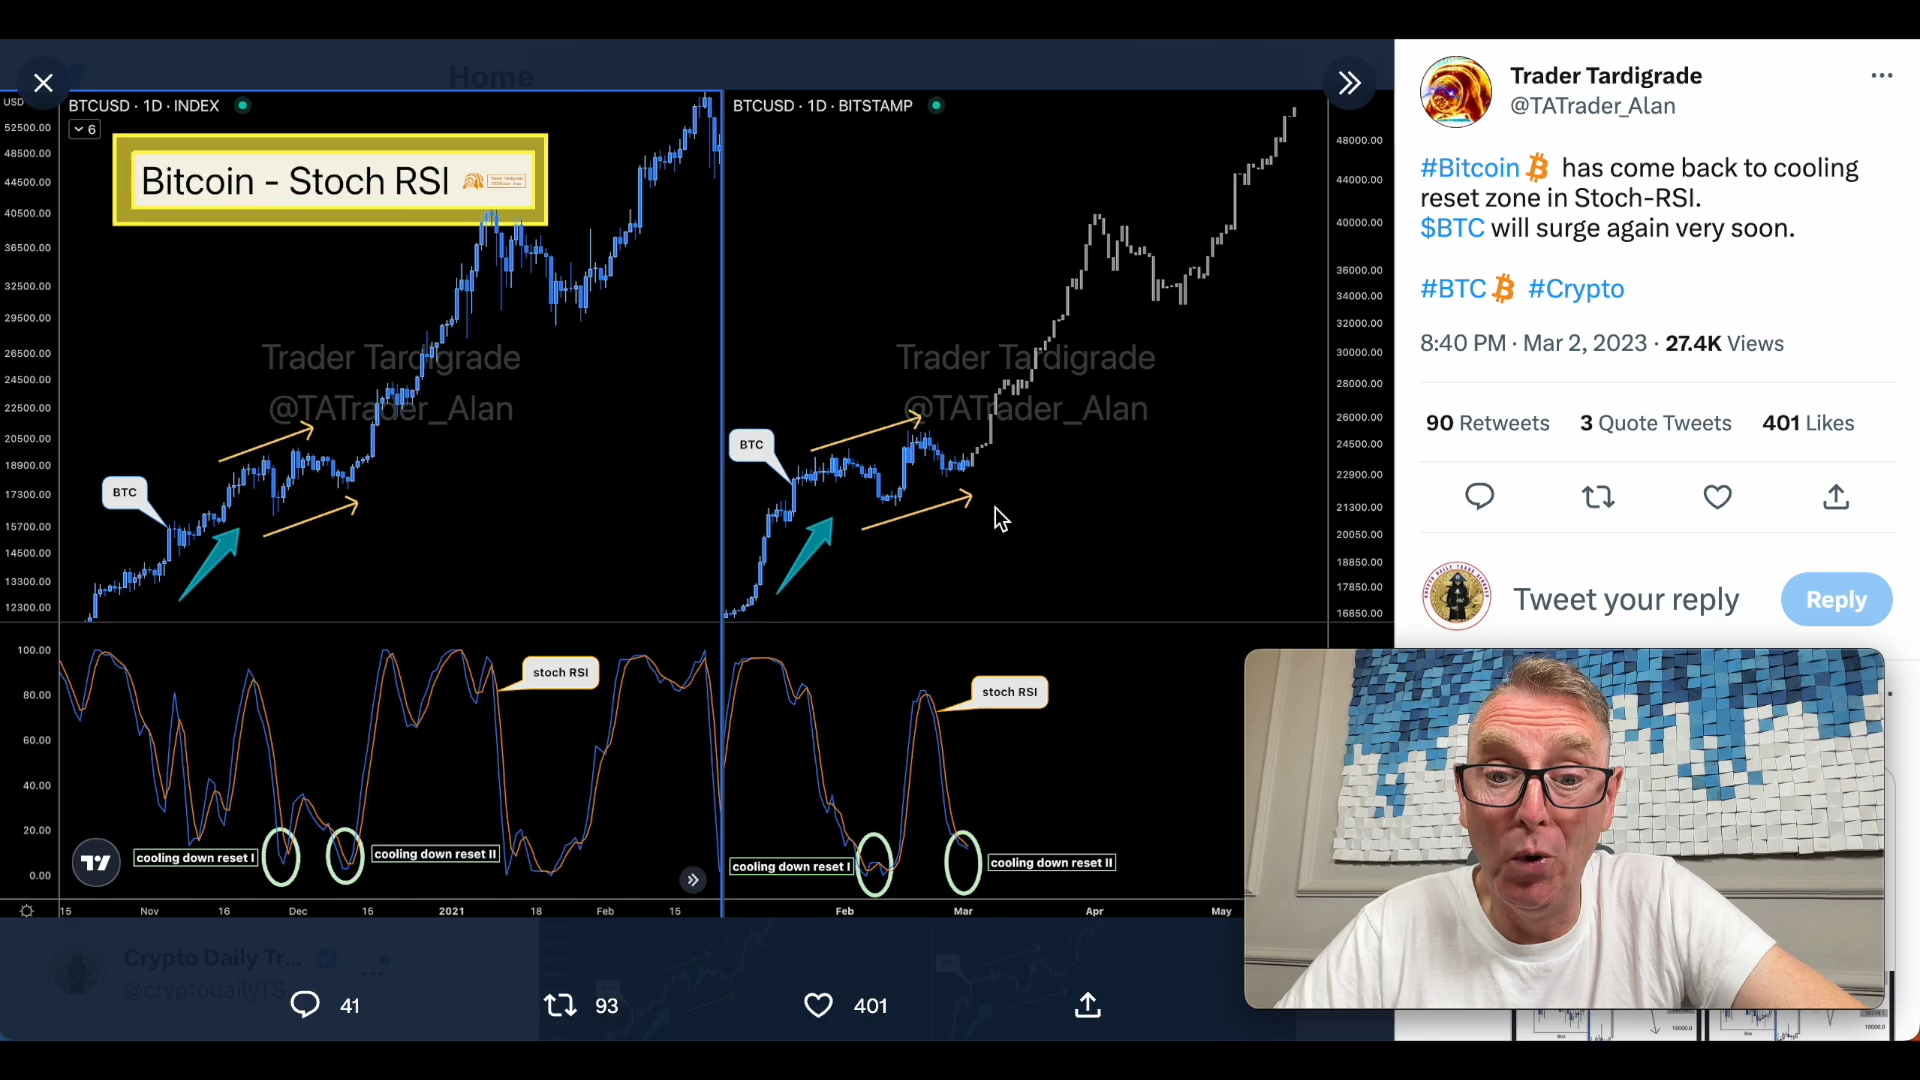 Home
USD
BTCUSD · 1D · INDEX
6
Bitcoin - Stoch RSI
52500.00
48500.00
44500.00
40500.00
36500.00
32500.00
29500.00
26500.00
24500.00
22500.00
20500.00
18900.00
17300.00
15700.00
14500.00
13300.00
12300.00
Trader Tardigrade
@TATrader_Alan
BTC
100.00
80.00
60.00
40.00
20.00
0.00
stoch RSI
cooling down reset I
cooling down reset II
15
Nov
16
Dec
15
2021
18
Feb
15
BTCUSD · 1D · BITSTAMP
48000.00
44000.00
40000.00
36000.00
34000.00
32000.00
30000.00
28000.00
26000.00
24500.00
22900.00
21300.00
20050.00
18850.00
17850.00
16850.00
Trader Tardigrade
@TATrader_Alan
BTC
stoch RSI
cooling down reset I
cooling down reset II
Feb
Mar
Apr
May
Crypto Daily Tr...
@cryptodailyTS
41
93
401
Trader Tardigrade
@TATrader_Alan
#Bitcoin has come back to cooling
reset zone in Stoch-RSI.
$BTC will surge again very soon.
#BTC #Crypto
8:40 PM · Mar 2, 2023 · 27.4K Views
90 Retweets 3 Quote Tweets 401 Likes
Tweet your reply
Reply